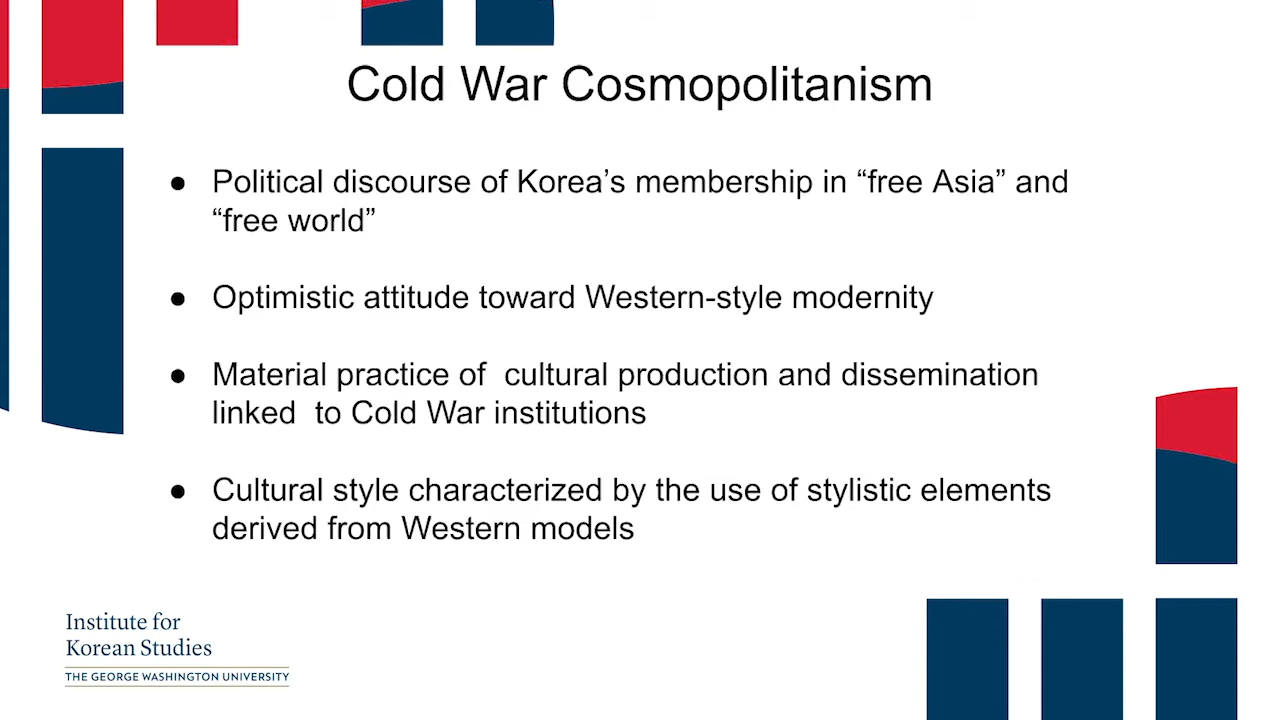 Cold War Cosmopolitanism
● Political discourse of Korea’s membership in “free Asia” and
“free world”
● Optimistic attitude toward Western-style modernity
● Material practice of  cultural production and dissemination
linked  to Cold War institutions
● Cultural style characterized by the use of stylistic elements
derived from Western models
Institute for
Korean Studies
THE GEORGE WASHINGTON UNIVERSITY